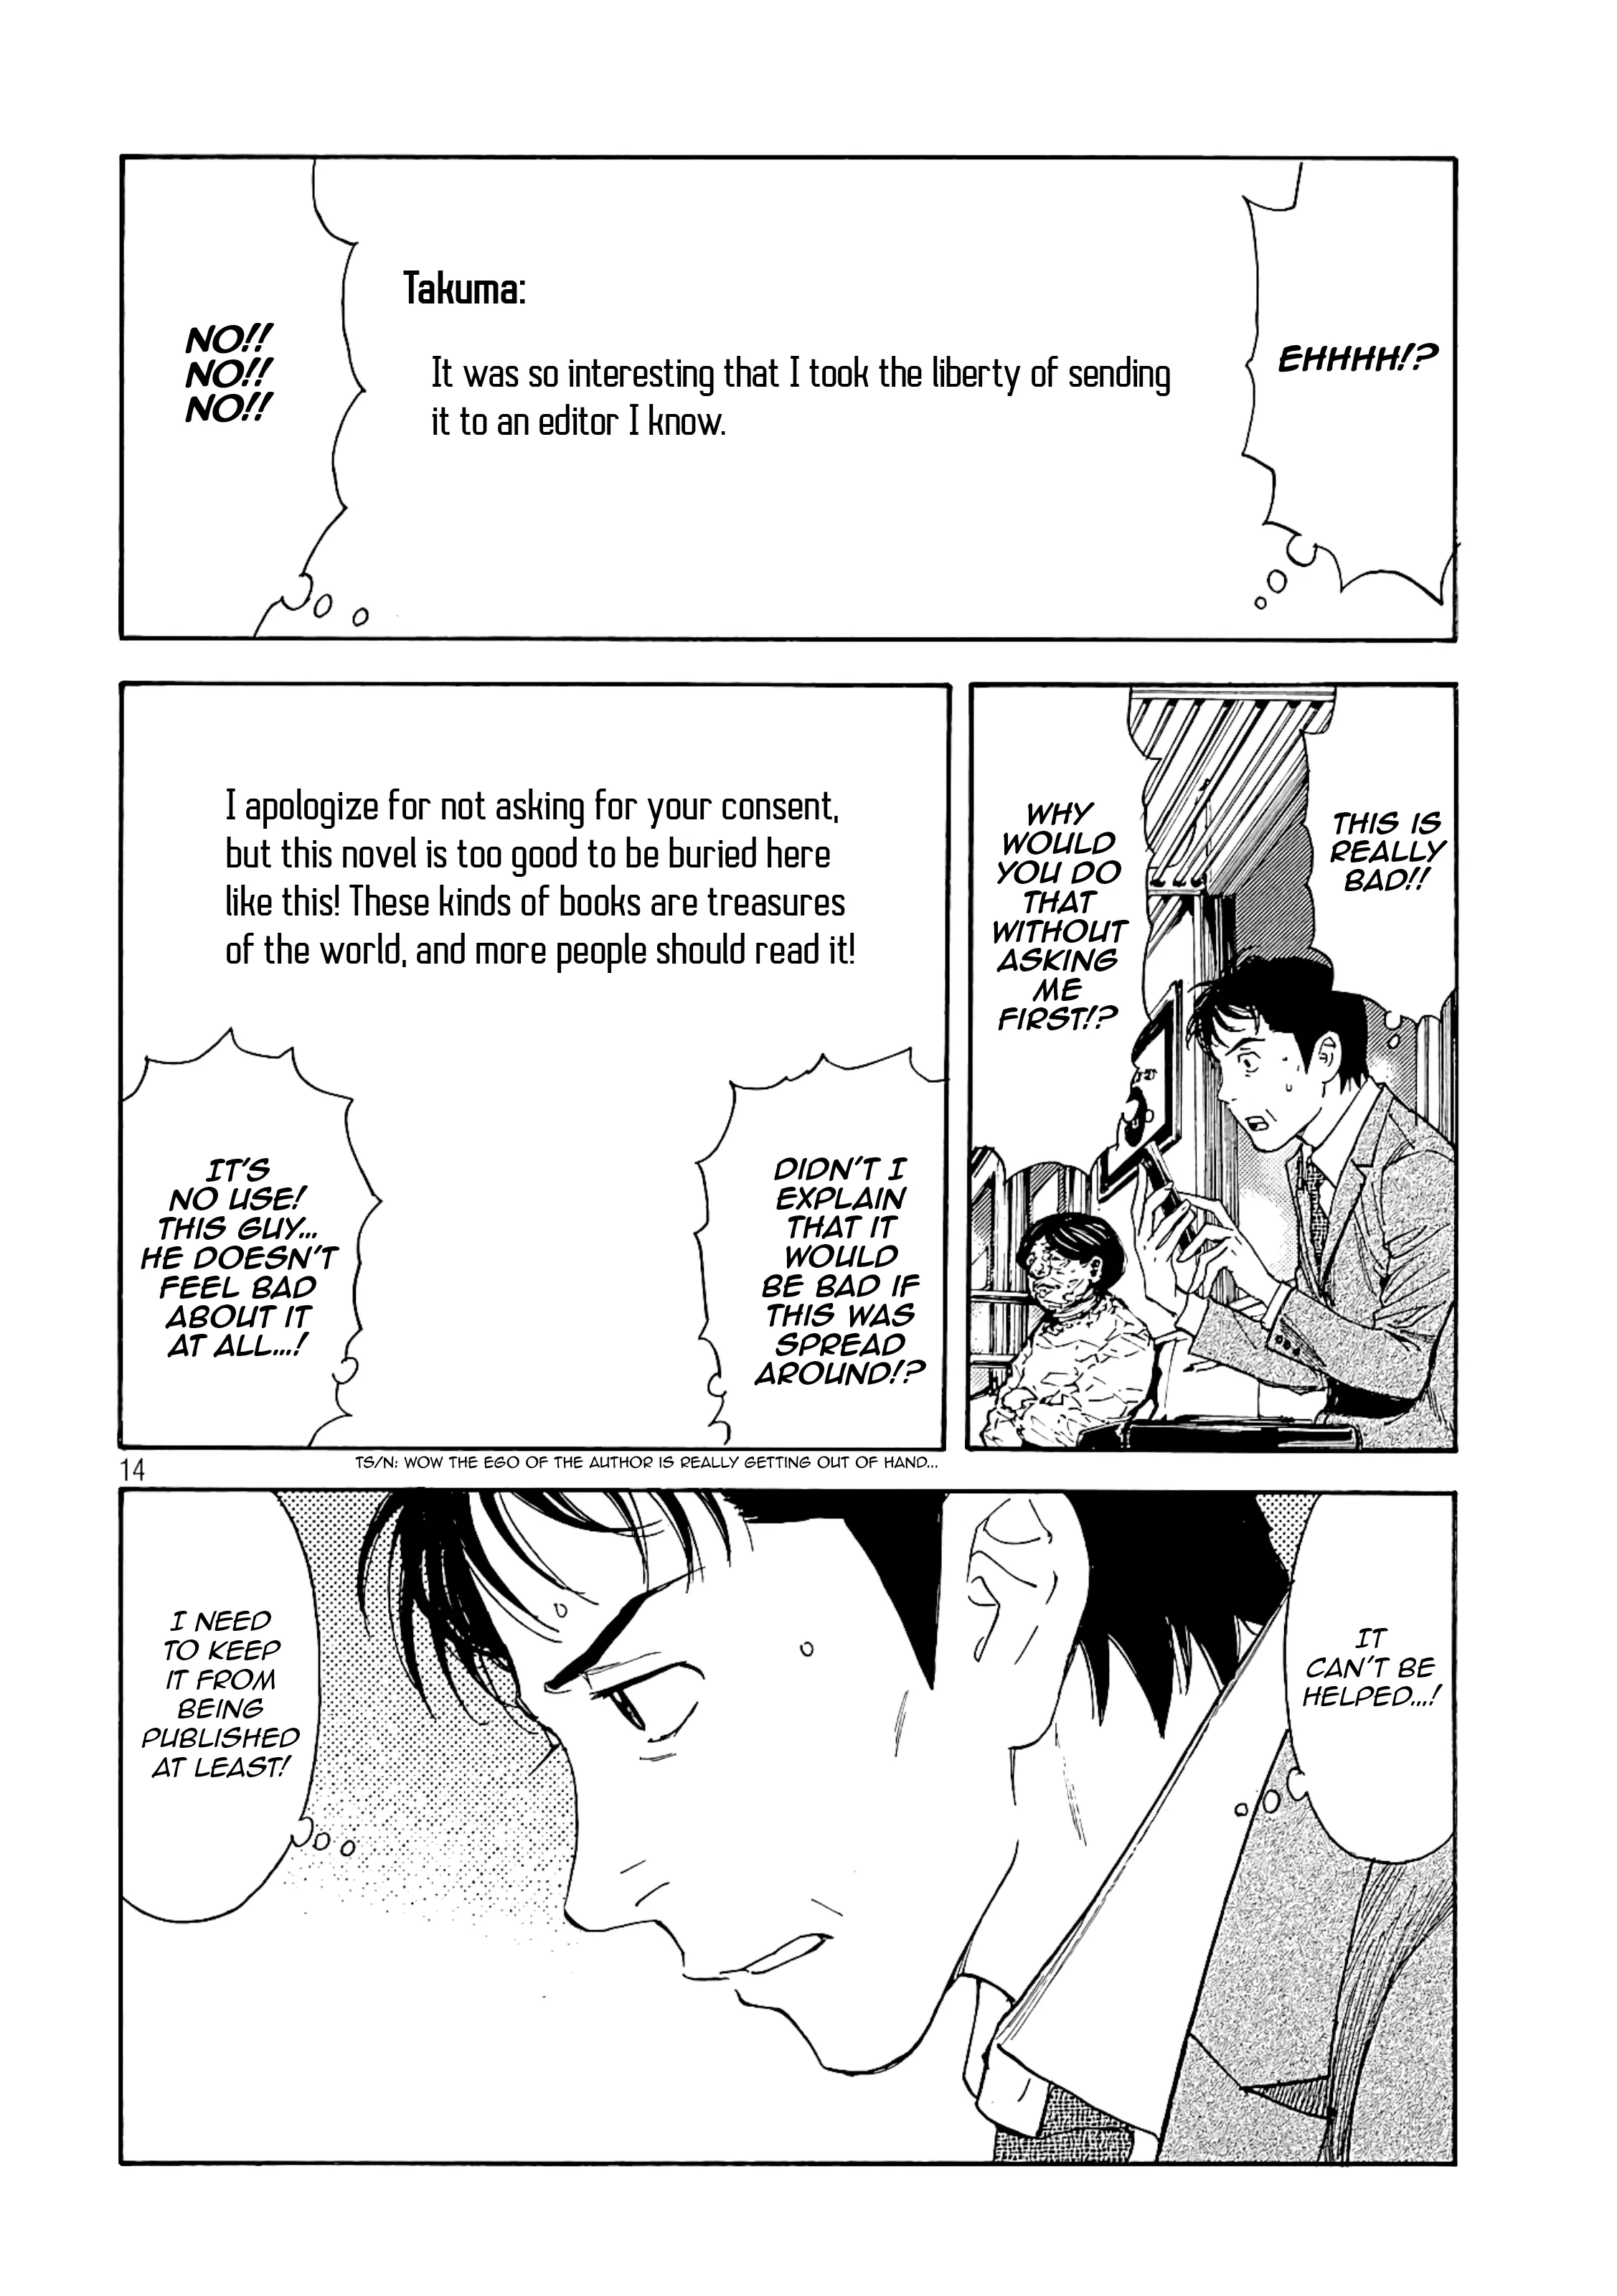 EHHHH!?
Takuma:
It was so interesting that I took the liberty of sending
it to an editor I know.
NO!!
NO!!
NO!!
THIS IS
REALLY
BAD!!
WHY
WOULD
YOU DO
THAT
WITHOUT
ASKING
ME
FIRST!?
I apologize for not asking for your consent,
but this novel is too good to be buried here
like this! These kinds of books are treasures
of the world, and more people should read it!
DIDN'T I
EXPLAIN
THAT IT
WOULD
BE BAD IF
THIS WAS
SPREAD
AROUND!?
IT'S
NO USE!
THIS GUY...
HE DOESN'T
FEEL BAD
ABOUT IT
AT ALL...!
14
TS/N: WOW THE EGO OF THE AUTHOR IS REALLY GETTING OUT OF HAND...
IT
CAN'T BE
HELPED...!
I NEED
TO KEEP
IT FROM
BEING
PUBLISHED
AT LEAST!